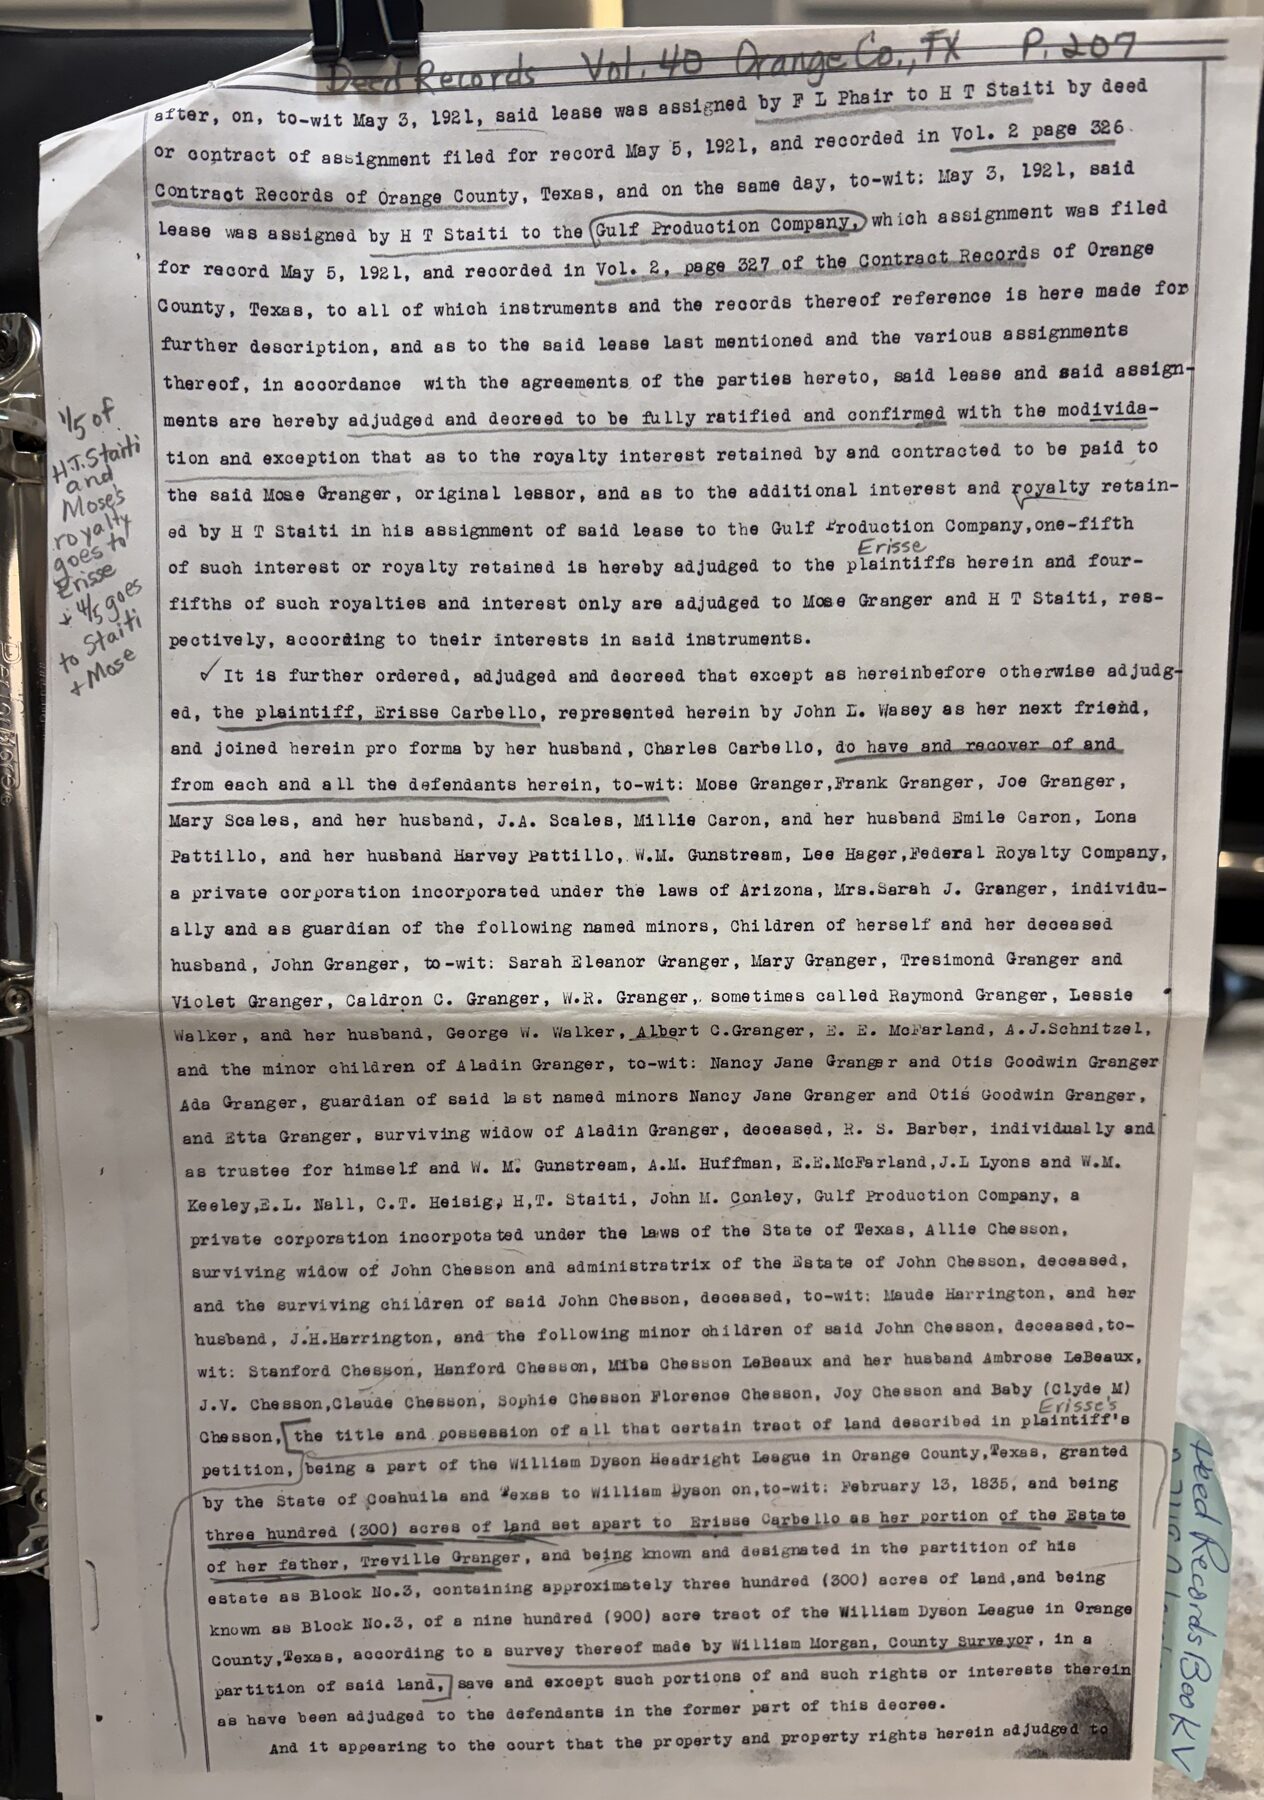 Deed Records Vol. 40 Orange Co., TX P. 207
after, on, to-wit May 3, 1921, said lease was assigned by F L Phair to H T Staiti by deed
or contract of assignment filed for record May 5, 1921, and recorded in Vol. 2 page 326
Contract Records of Orange County, Texas, and on the same day, to-wit: May 3, 1921, said
lease was assigned by H T Staiti to the Gulf Production Company, which assignment was filed
for record May 5, 1921, and recorded in Vol. 2, page 327 of the Contract Records of Orange
County, Texas, to all of which instruments and the records thereof reference is here made for
further description, and as to the said lease last mentioned and the various assignments
thereof, in accordance with the agreements of the parties hereto, said lease and said assign-
ments are hereby adjudged and decreed to be fully ratified and confirmed with the modivida-
tion and exception that as to the royalty interest retained by and contracted to be paid to
the said Mose Granger, original lessor, and as to the additional interest and royalty retain-
ed by H T Staiti in his assignment of said lease to the Gulf Production Company,one-fifth
Erisse
of such interest or royalty retained is hereby adjudged to the plaintiffs herein and four-
fifths of such royalties and interest only are adjudged to Mose Granger and H T Staiti, res-
pectively, according to their interests in said instruments.
1/5 of
H.T. Staiti
and
Mose's
royalty
goes to
Erisse
+ 4/5 goes
to Staiti
+ Mose
✓ It is further ordered, adjudged and decreed that except as hereinbefore otherwise adjudg-
ed, the plaintiff, Erisse Carbello, represented herein by John L. Wasey as her next friend,
and joined herein pro forma by her husband, Charles Carbello, do have and recover of and
from each and all the defendants herein, to-wit: Mose Granger,Frank Granger, Joe Granger,
Mary Scales, and her husband, J.A. Scales, Millie Caron, and her husband Emile Caron, Lona
Pattillo, and her husband Harvey Pattillo, W.M. Gunstream, Lee Hager,Federal Royalty Company,
a private corporation incorporated under the laws of Arizona, Mrs.Sarah J. Granger, individu-
ally and as guardian of the following named minors, Children of herself and her deceased
husband, John Granger, to-wit: Sarah Eleanor Granger, Mary Granger, Tresimond Granger and
Violet Granger, Caldron C. Granger, W.R. Granger, sometimes called Raymond Granger, Lessie
Walker, and her husband, George W. Walker, Albert C.Granger, E. E. McFarland, A.J.Schnitzel,
and the minor children of Aladin Granger, to-wit: Nancy Jane Granger and Otis Goodwin Granger
Ada Granger, guardian of said last named minors Nancy Jane Granger and Otis Goodwin Granger,
and Etta Granger, surviving widow of Aladin Granger, deceased, R. S. Barber, individually and
as trustee for himself and W. M. Gunstream, A.M. Huffman, E.E.McFarland,J.L Lyons and W.M.
Keeley,E.L. Nall, C.T. Heisig, H,T. Staiti, John M. Conley, Gulf Production Company, a
private corporation incorpotated under the laws of the State of Texas, Allie Chesson,
surviving widow of John Chesson and administratrix of the Estate of John Chesson, deceased,
and the surviving children of said John Chesson, deceased, to-wit: Maude Harrington, and her
husband, J.H.Harrington, and the following minor children of said John Chesson, deceased,to-
wit: Stanford Chesson, Hanford Chesson, Miba Chesson LeBeaux and her husband Ambrose LeBeaux,
J.V. Chesson,Claude Chesson, Sophie Chesson Florence Chesson, Joy Chesson and Baby (Clyde M)
Erisse's
Chesson, the title and possession of all that certain tract of land described in plaintiff's
petition, being a part of the William Dyson Headright League in Orange County,Texas, granted
by the State of Coahuila and Texas to William Dyson on,to-wit: February 13, 1835, and being
three hundred (300) acres of land set apart to Erisse Carbello as her portion of the Estate
of her father, Treville Granger, and being known and designated in the partition of his
estate as Block No.3, containing approximately three hundred (300) acres of land,and being
known as Block No.3, of a nine hundred (900) acre tract of the William Dyson League in Orange
County,Texas, according to a survey thereof made by William Morgan, County Surveyor, in a
partition of said land, save and except such portions of and such rights or interests therein
as have been adjudged to the defendants in the former part of this decree.
And it appearing to the court that the property and property rights herein adjudged to
Deed Records Book V